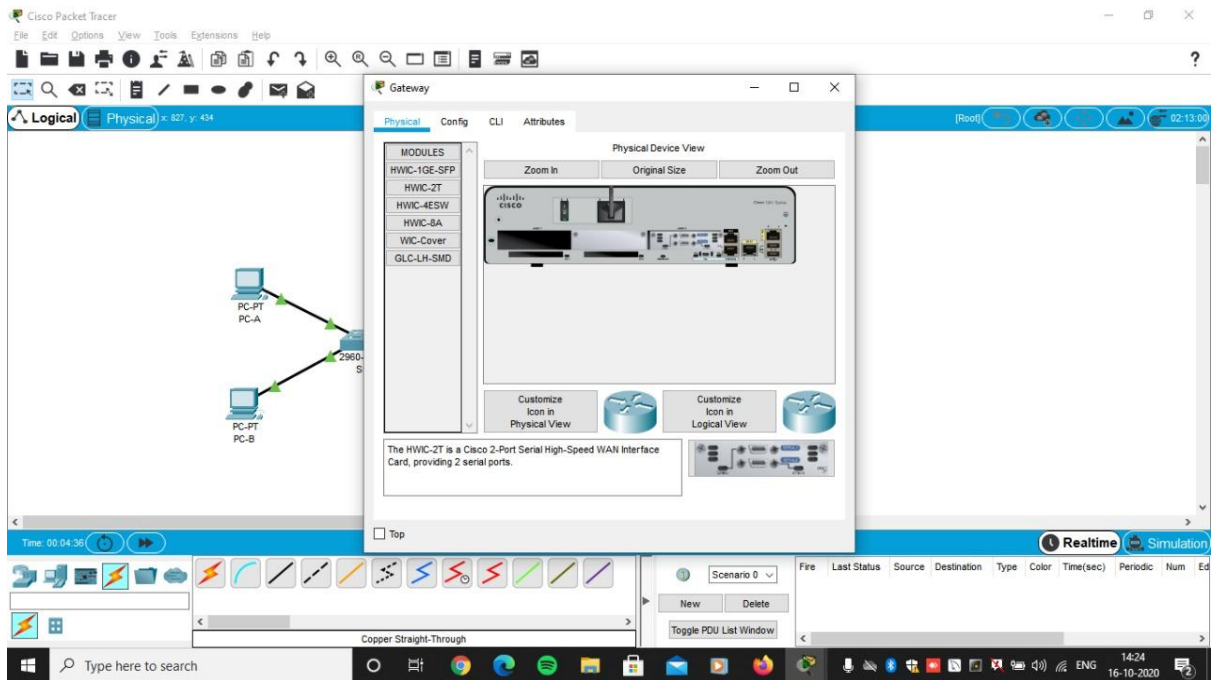 Cisco Packet Tracer
File Edit Options View Tools Extensions Help
?
Gateway
Logical
Physical
x: 827, y: 434
[Root]
02:13:00
Physical Config CLI Attributes
MODULES
HWIC-1GE-SFP
HWIC-2T
HWIC-4ESW
HWIC-8A
WIC-Cover
GLC-LH-SMD
Physical Device View
Zoom In
Original Size
Zoom Out
CISCO
Customize
Icon in
Physical View
Customize
Icon in
Logical View
The HWIC-2T is a Cisco 2-Port Serial High-Speed WAN Interface
Card, providing 2 serial ports.
Top
PC-PT
PC-A
2960-
S
PC-PT
PC-B
Time: 00:04:36
Realtime
Simulation
Scenario 0
New
Delete
Toggle PDU List Window
Fire Last Status Source Destination Type Color Time(sec) Periodic Num Ed
Copper Straight-Through
Type here to search
ENG
14:24
16-10-2020
2